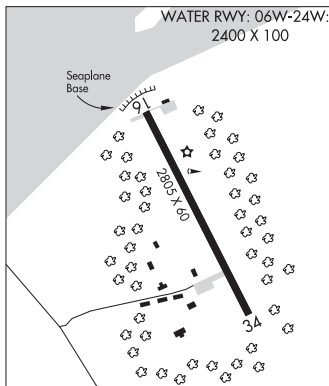 WATER RWY: 06W-24W:
2400 X 100
Seaplane
Base
16
2805 X 60
34